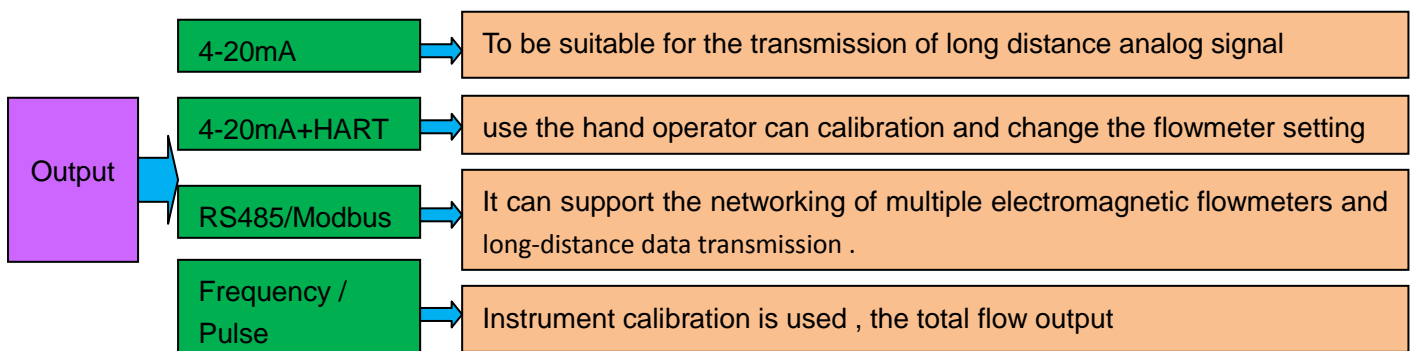 Output
4-20mA
To be suitable for the transmission of long distance analog signal
4-20mA+HART
use the hand operator can calibration and change the flowmeter setting
RS485/Modbus
It can support the networking of multiple electromagnetic flowmeters and
long-distance data transmission .
Frequency /
Pulse
Instrument calibration is used , the total flow output